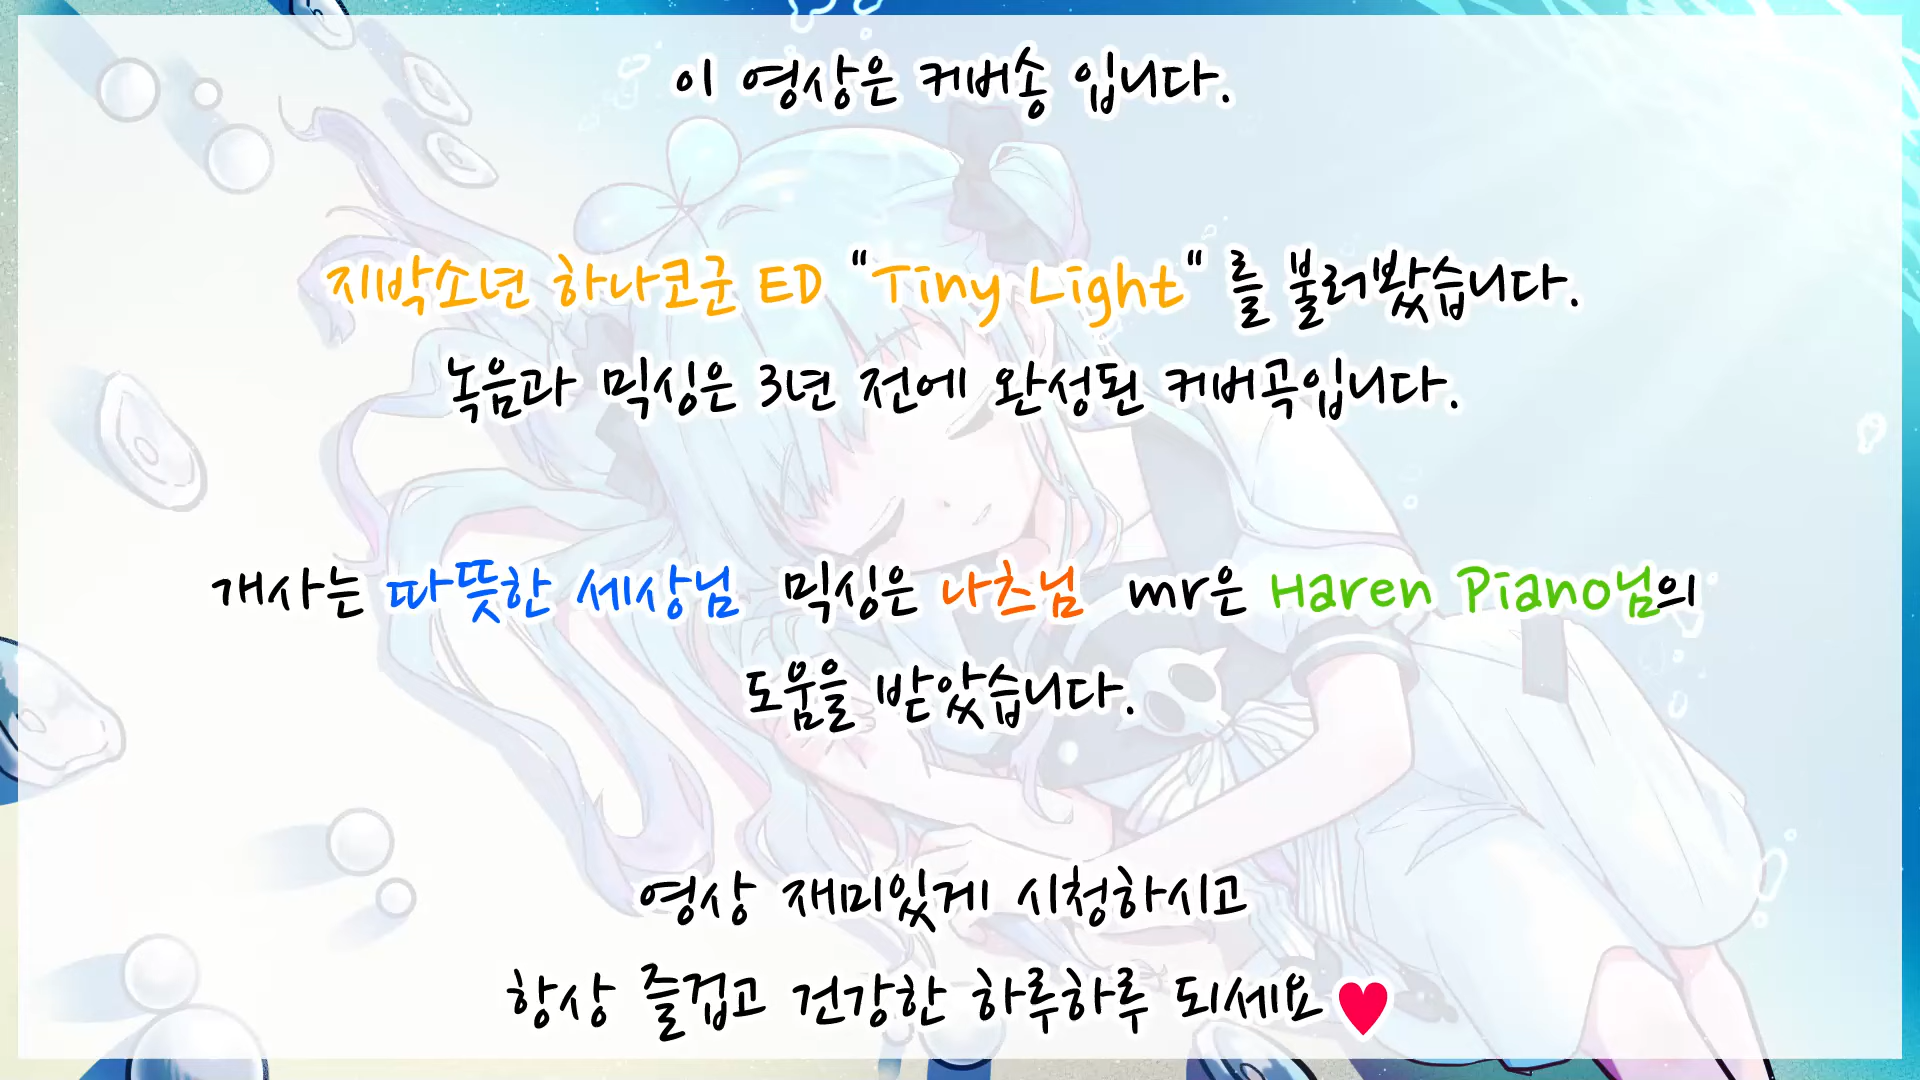 이 영상은 커버송 입니다.
지박소년 하나코군 ED "Tiny Light" 를 불러봤습니다.
녹음과 믹싱은 3년 전에 완성된 커버곡입니다.
개사는 따뜻한 세상님 믹싱은 나츠님 mr은 Haren Piano님의
도움을 받았습니다.
영상 재미있게 시청하시고
항상 즐겁고 건강한 하루하루 되세요♥